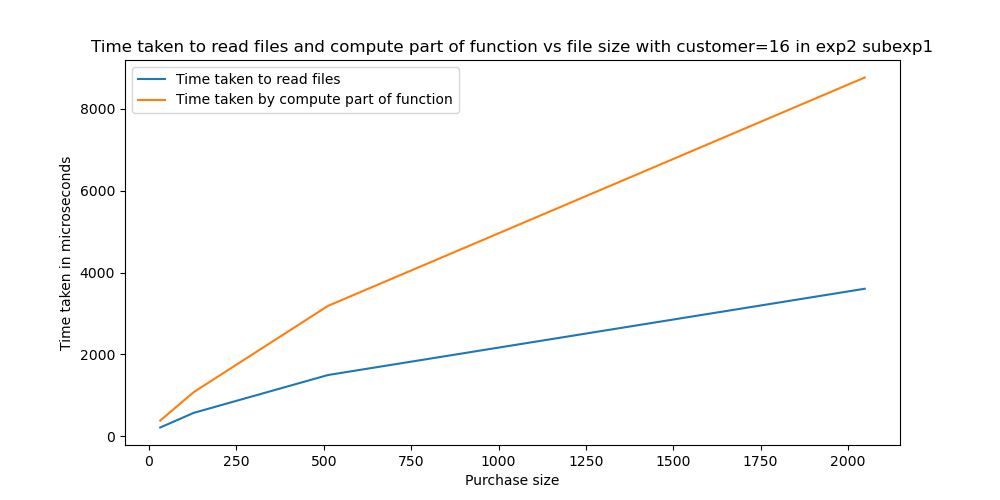 Time taken to read files and compute part of function vs file size with customer=16 in exp2 subexp1
Time taken to read files
Time taken by compute part of function
8000
6000
4000
2000
0
Time taken in microseconds
0 250 500 750 1000 1250 1500 1750 2000
Purchase size